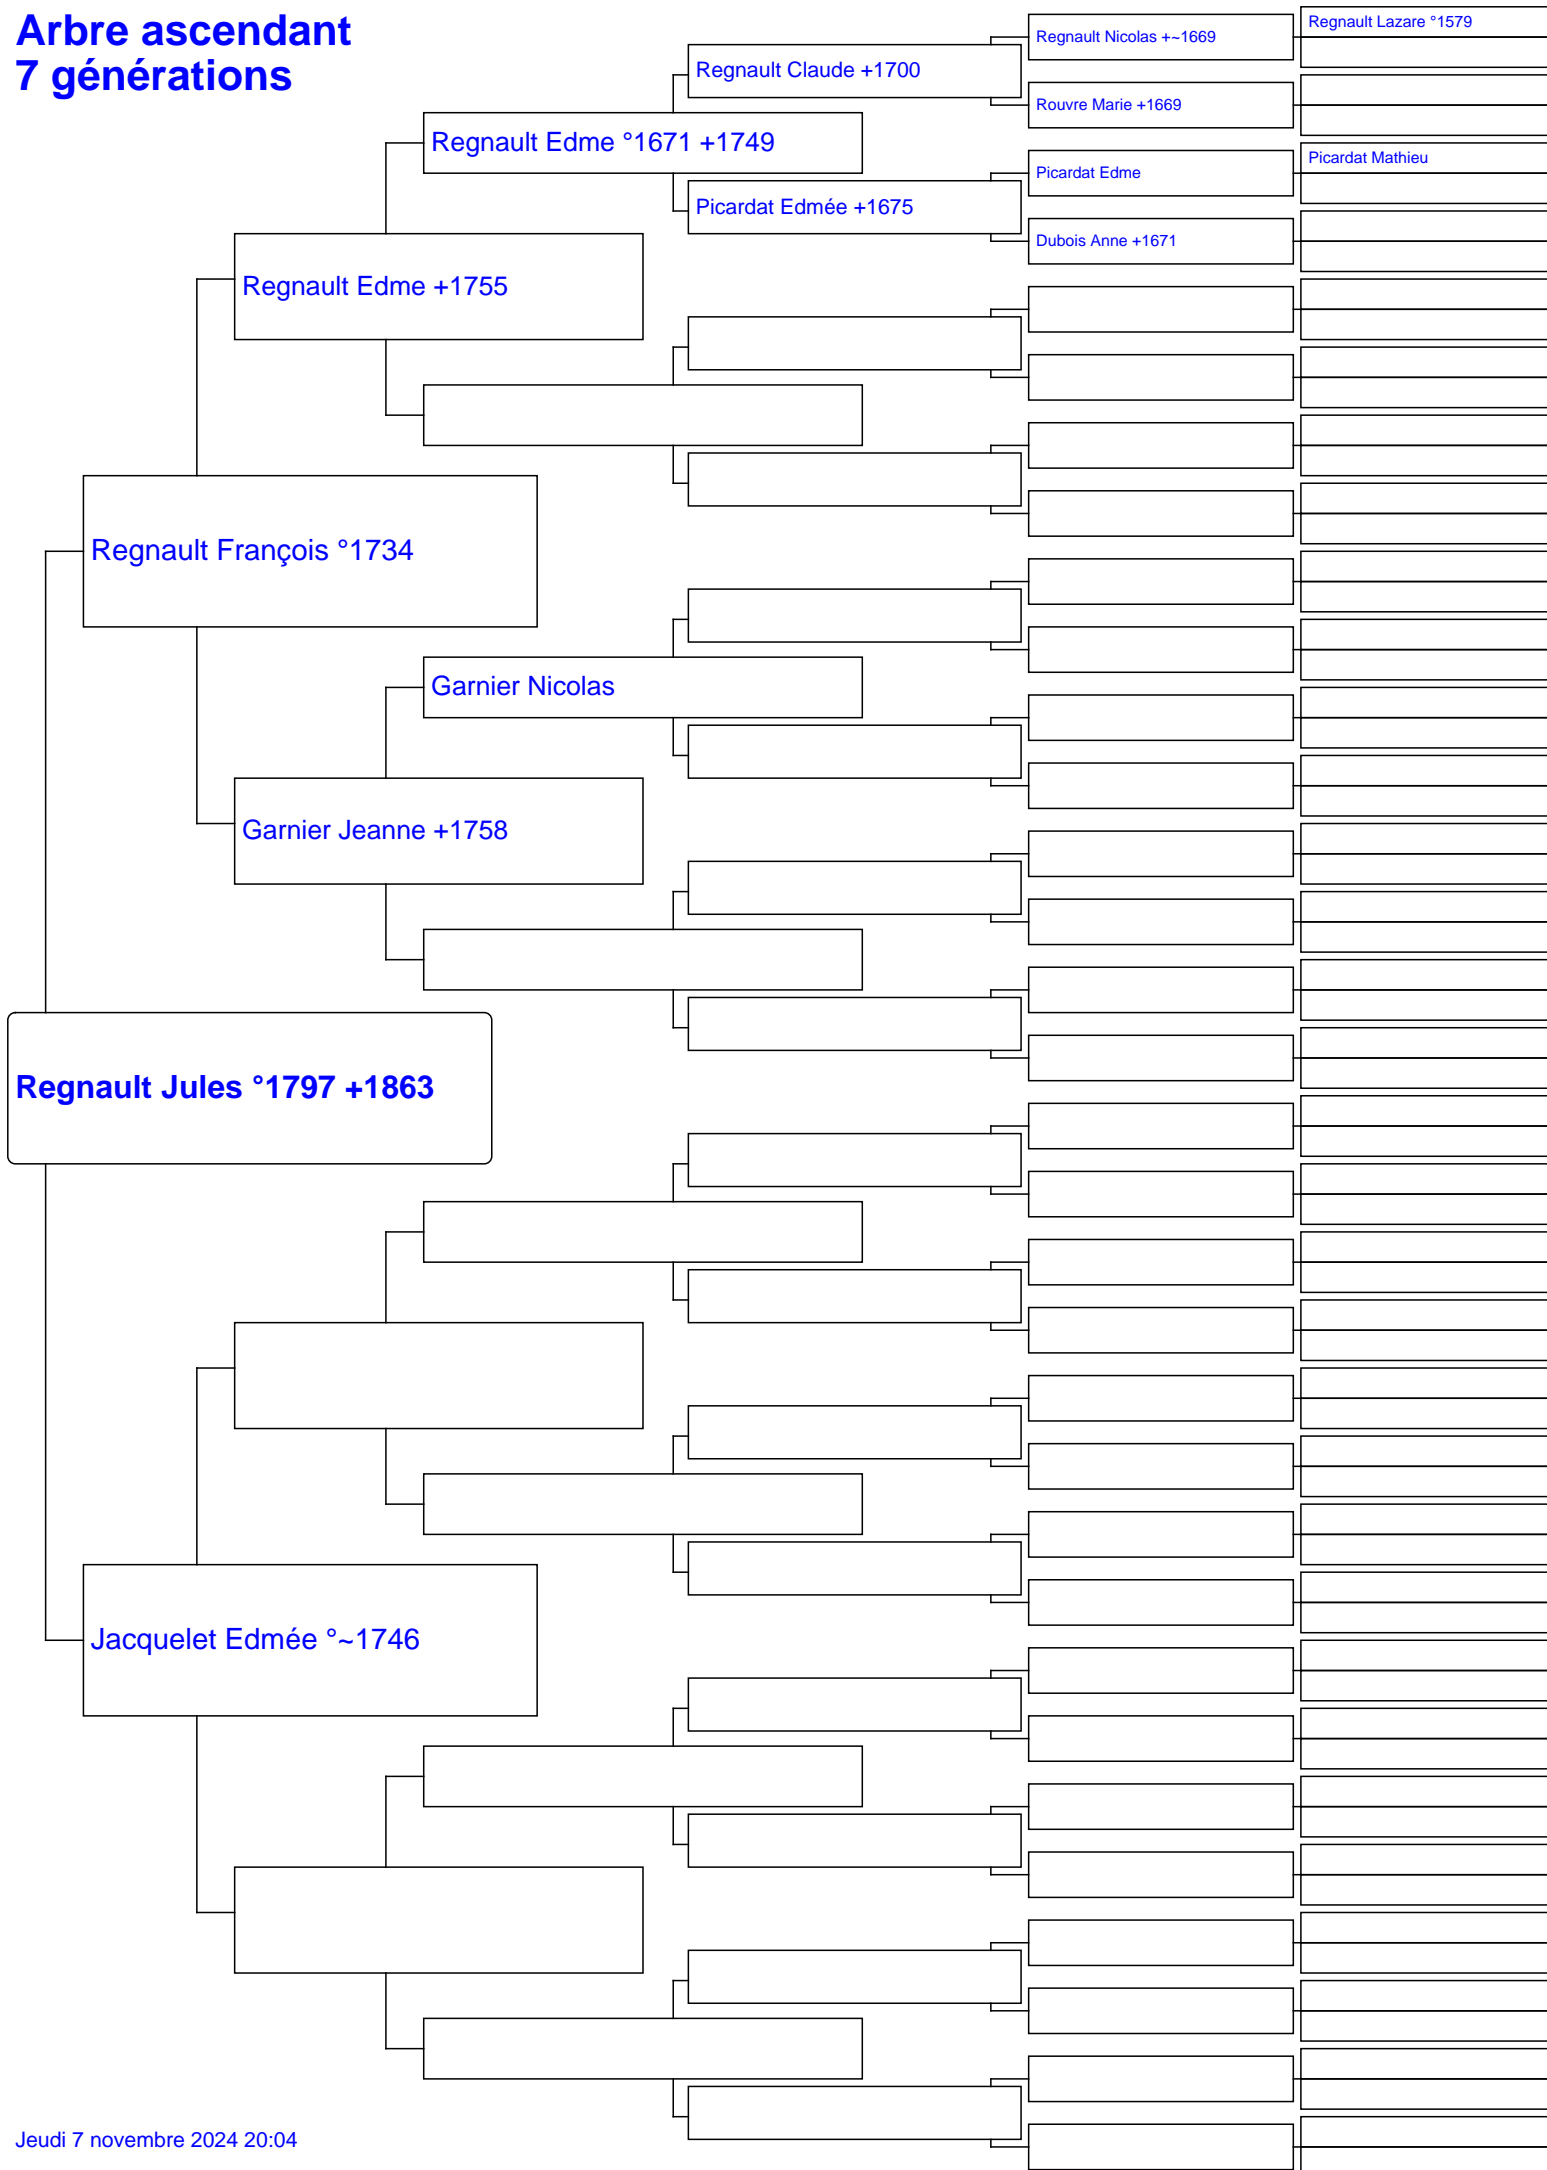 Arbre ascendant
7 générations
Regnault Lazare °1579
Regnault Nicolas +~1669
Regnault Claude +1700
Rouvre Marie +1669
Regnault Edme °1671 +1749
Picardat Mathieu
Picardat Edme
Picardat Edmée +1675
Dubois Anne +1671
Regnault Edme +1755
Regnault François °1734
Garnier Nicolas
Garnier Jeanne +1758
Regnault Jules °1797 +1863
Jacquelet Edmée °~1746
Jeudi 7 novembre 2024 20:04